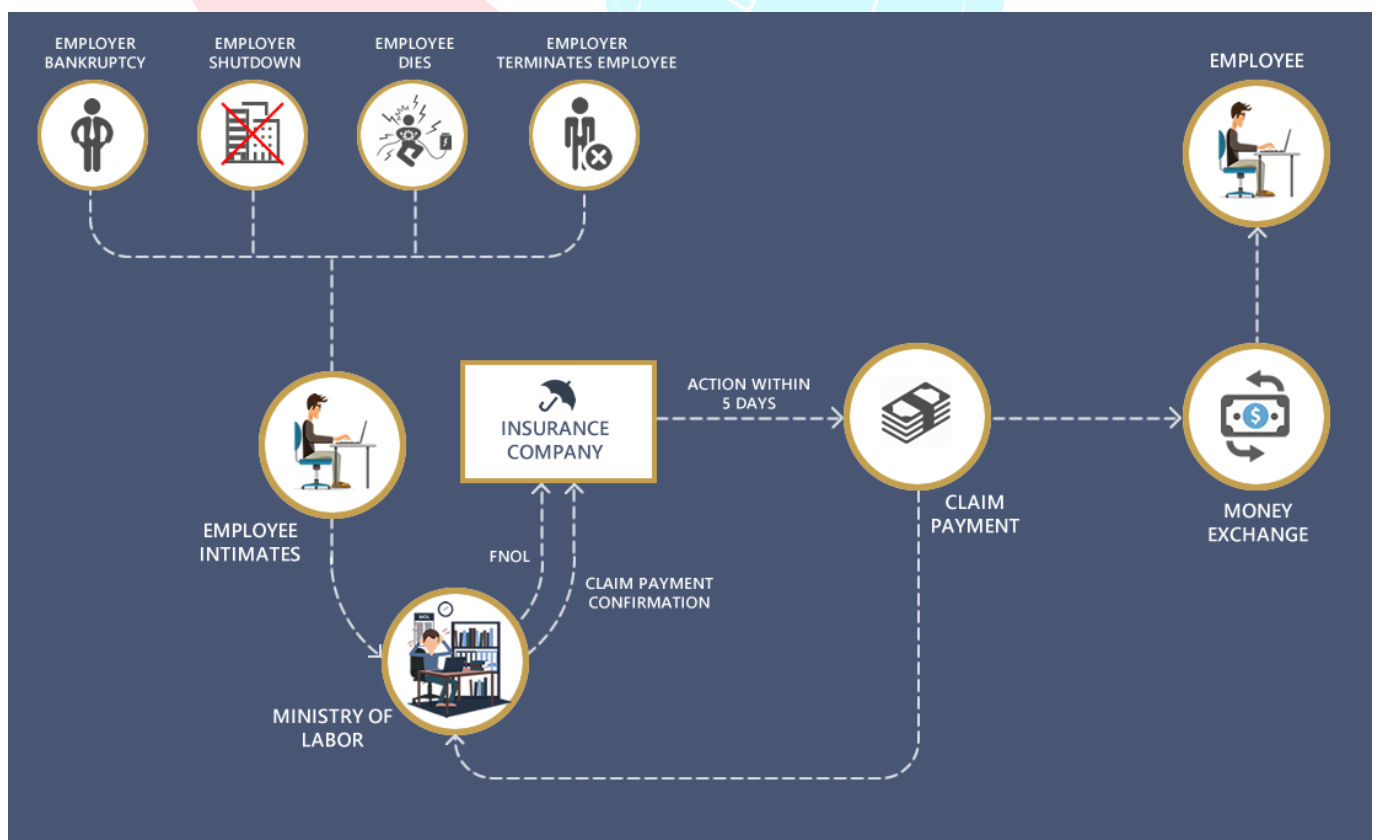 EMPLOYER
BANKRUPTCY
EMPLOYER
SHUTDOWN
EMPLOYEE
DIES
EMPLOYER
TERMINATES EMPLOYEE
EMPLOYEE
INSURANCE
COMPANY
ACTION WITHIN
5 DAYS
CLAIM
PAYMENT
MONEY
EXCHANGE
EMPLOYEE
INTIMATES
FNOL
CLAIM PAYMENT
CONFIRMATION
MOL
MINISTRY OF
LABOR